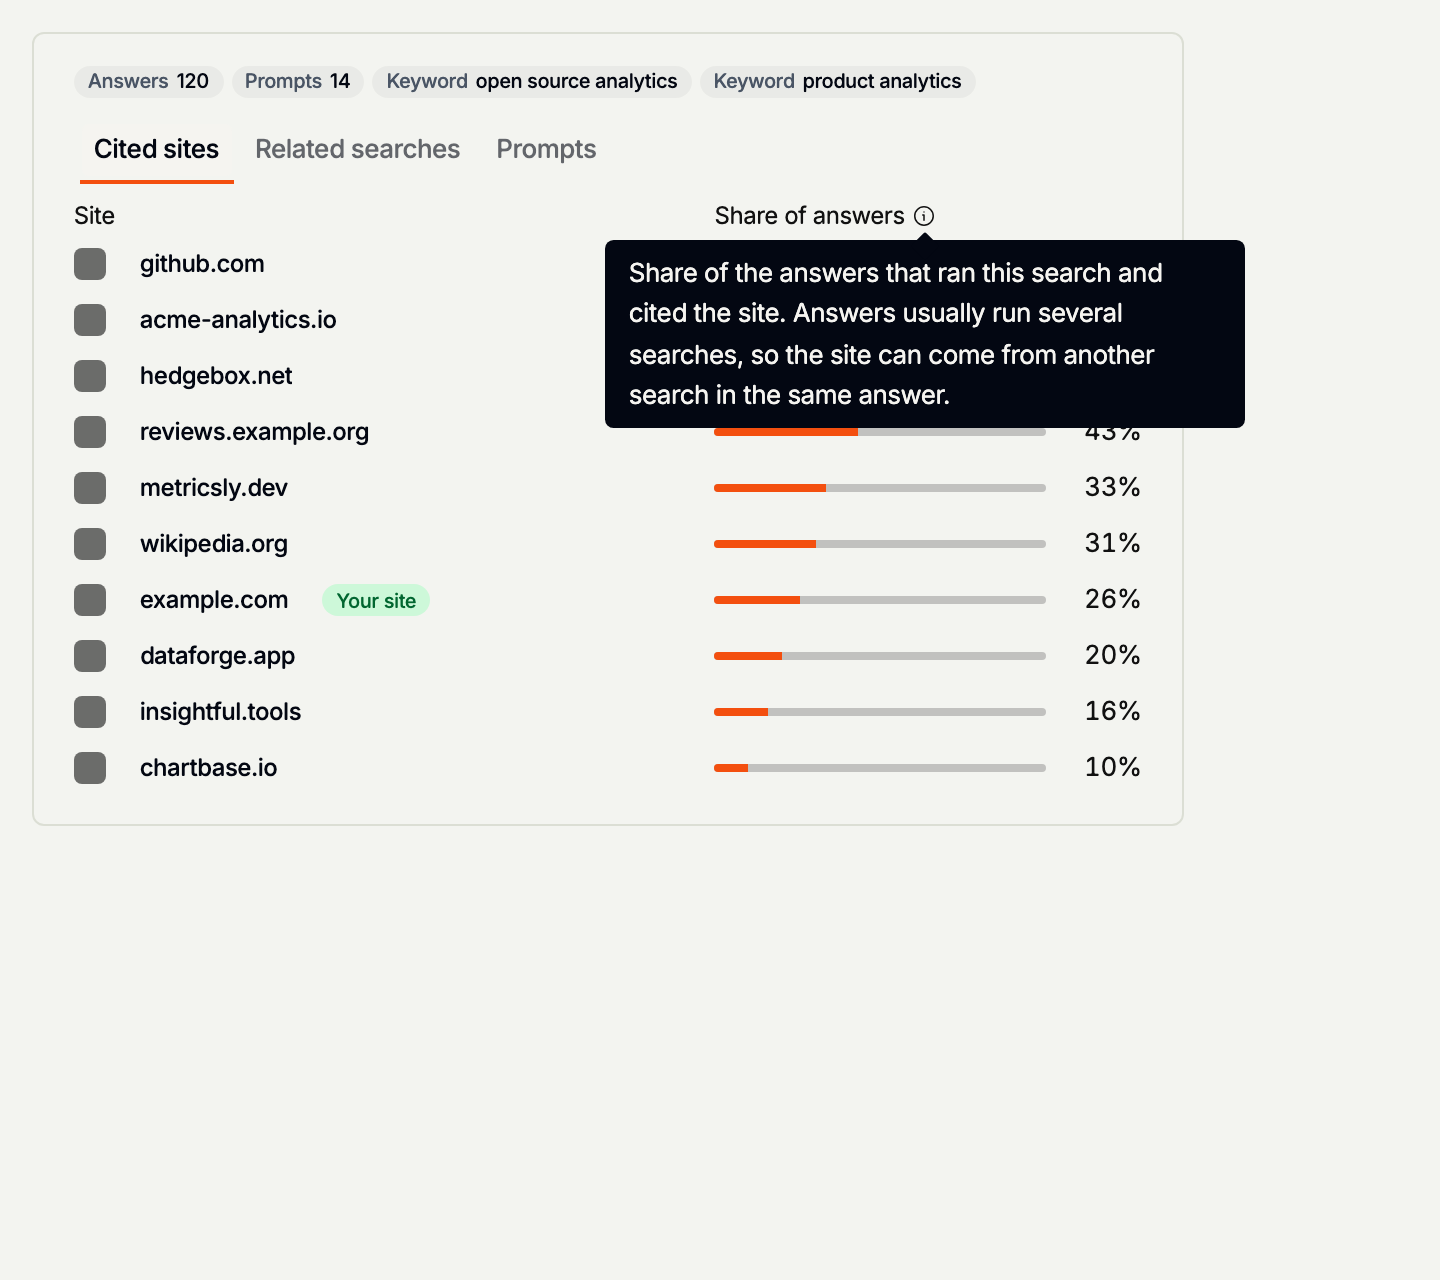 Answers 120 Prompts 14 Keyword open source analytics Keyword product analytics
Cited sites Related searches Prompts
Site Share of answers
github.com
Share of the answers that ran this search and
cited the site. Answers usually run several
searches, so the site can come from another
search in the same answer.
acme-analytics.io
hedgebox.net
reviews.example.org 43%
metricsly.dev 33%
wikipedia.org 31%
example.com Your site 26%
dataforge.app 20%
insightful.tools 16%
chartbase.io 10%